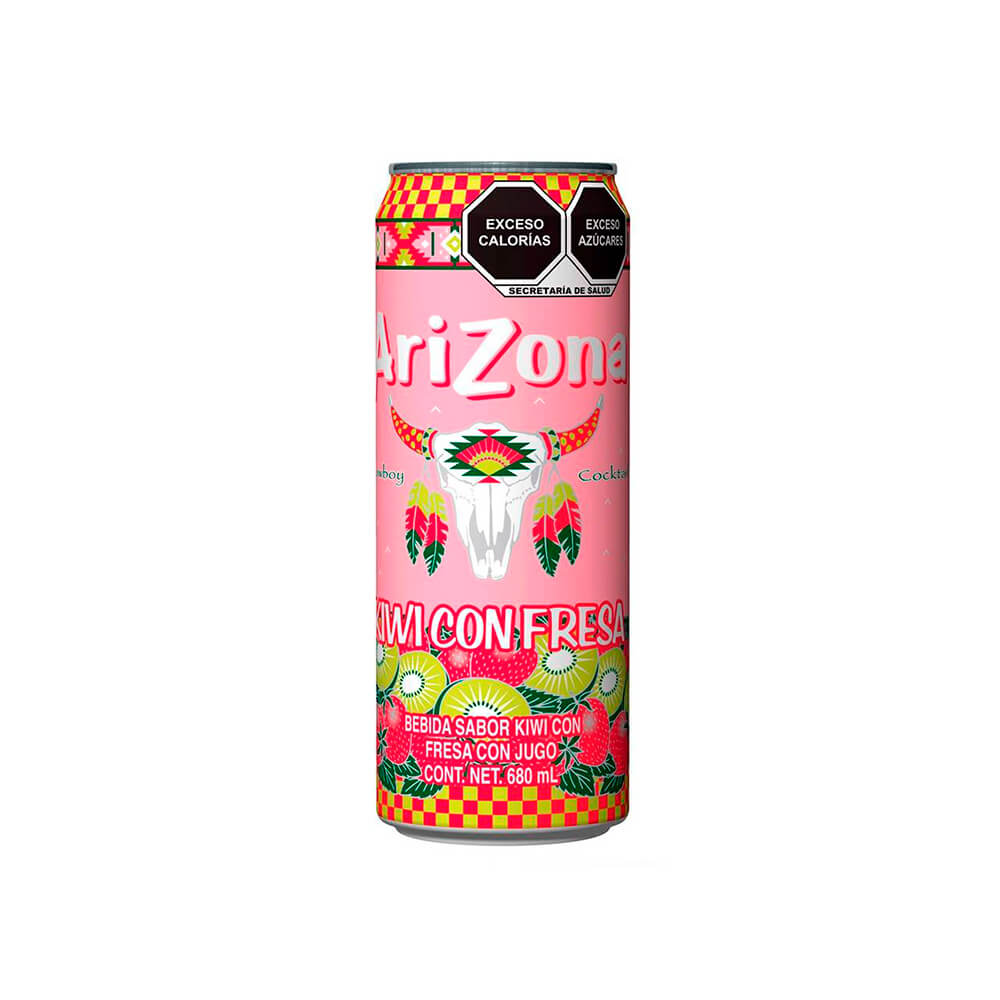 EXCESO
CALORÍAS
EXCESO
AZÚCARES
SECRETARÍA DE SALUD
AriZona
KIWI CON FRESA
BEBIDA SABOR KIWI CON
FRESA CON JUGO
CONT. NET. 680 mL